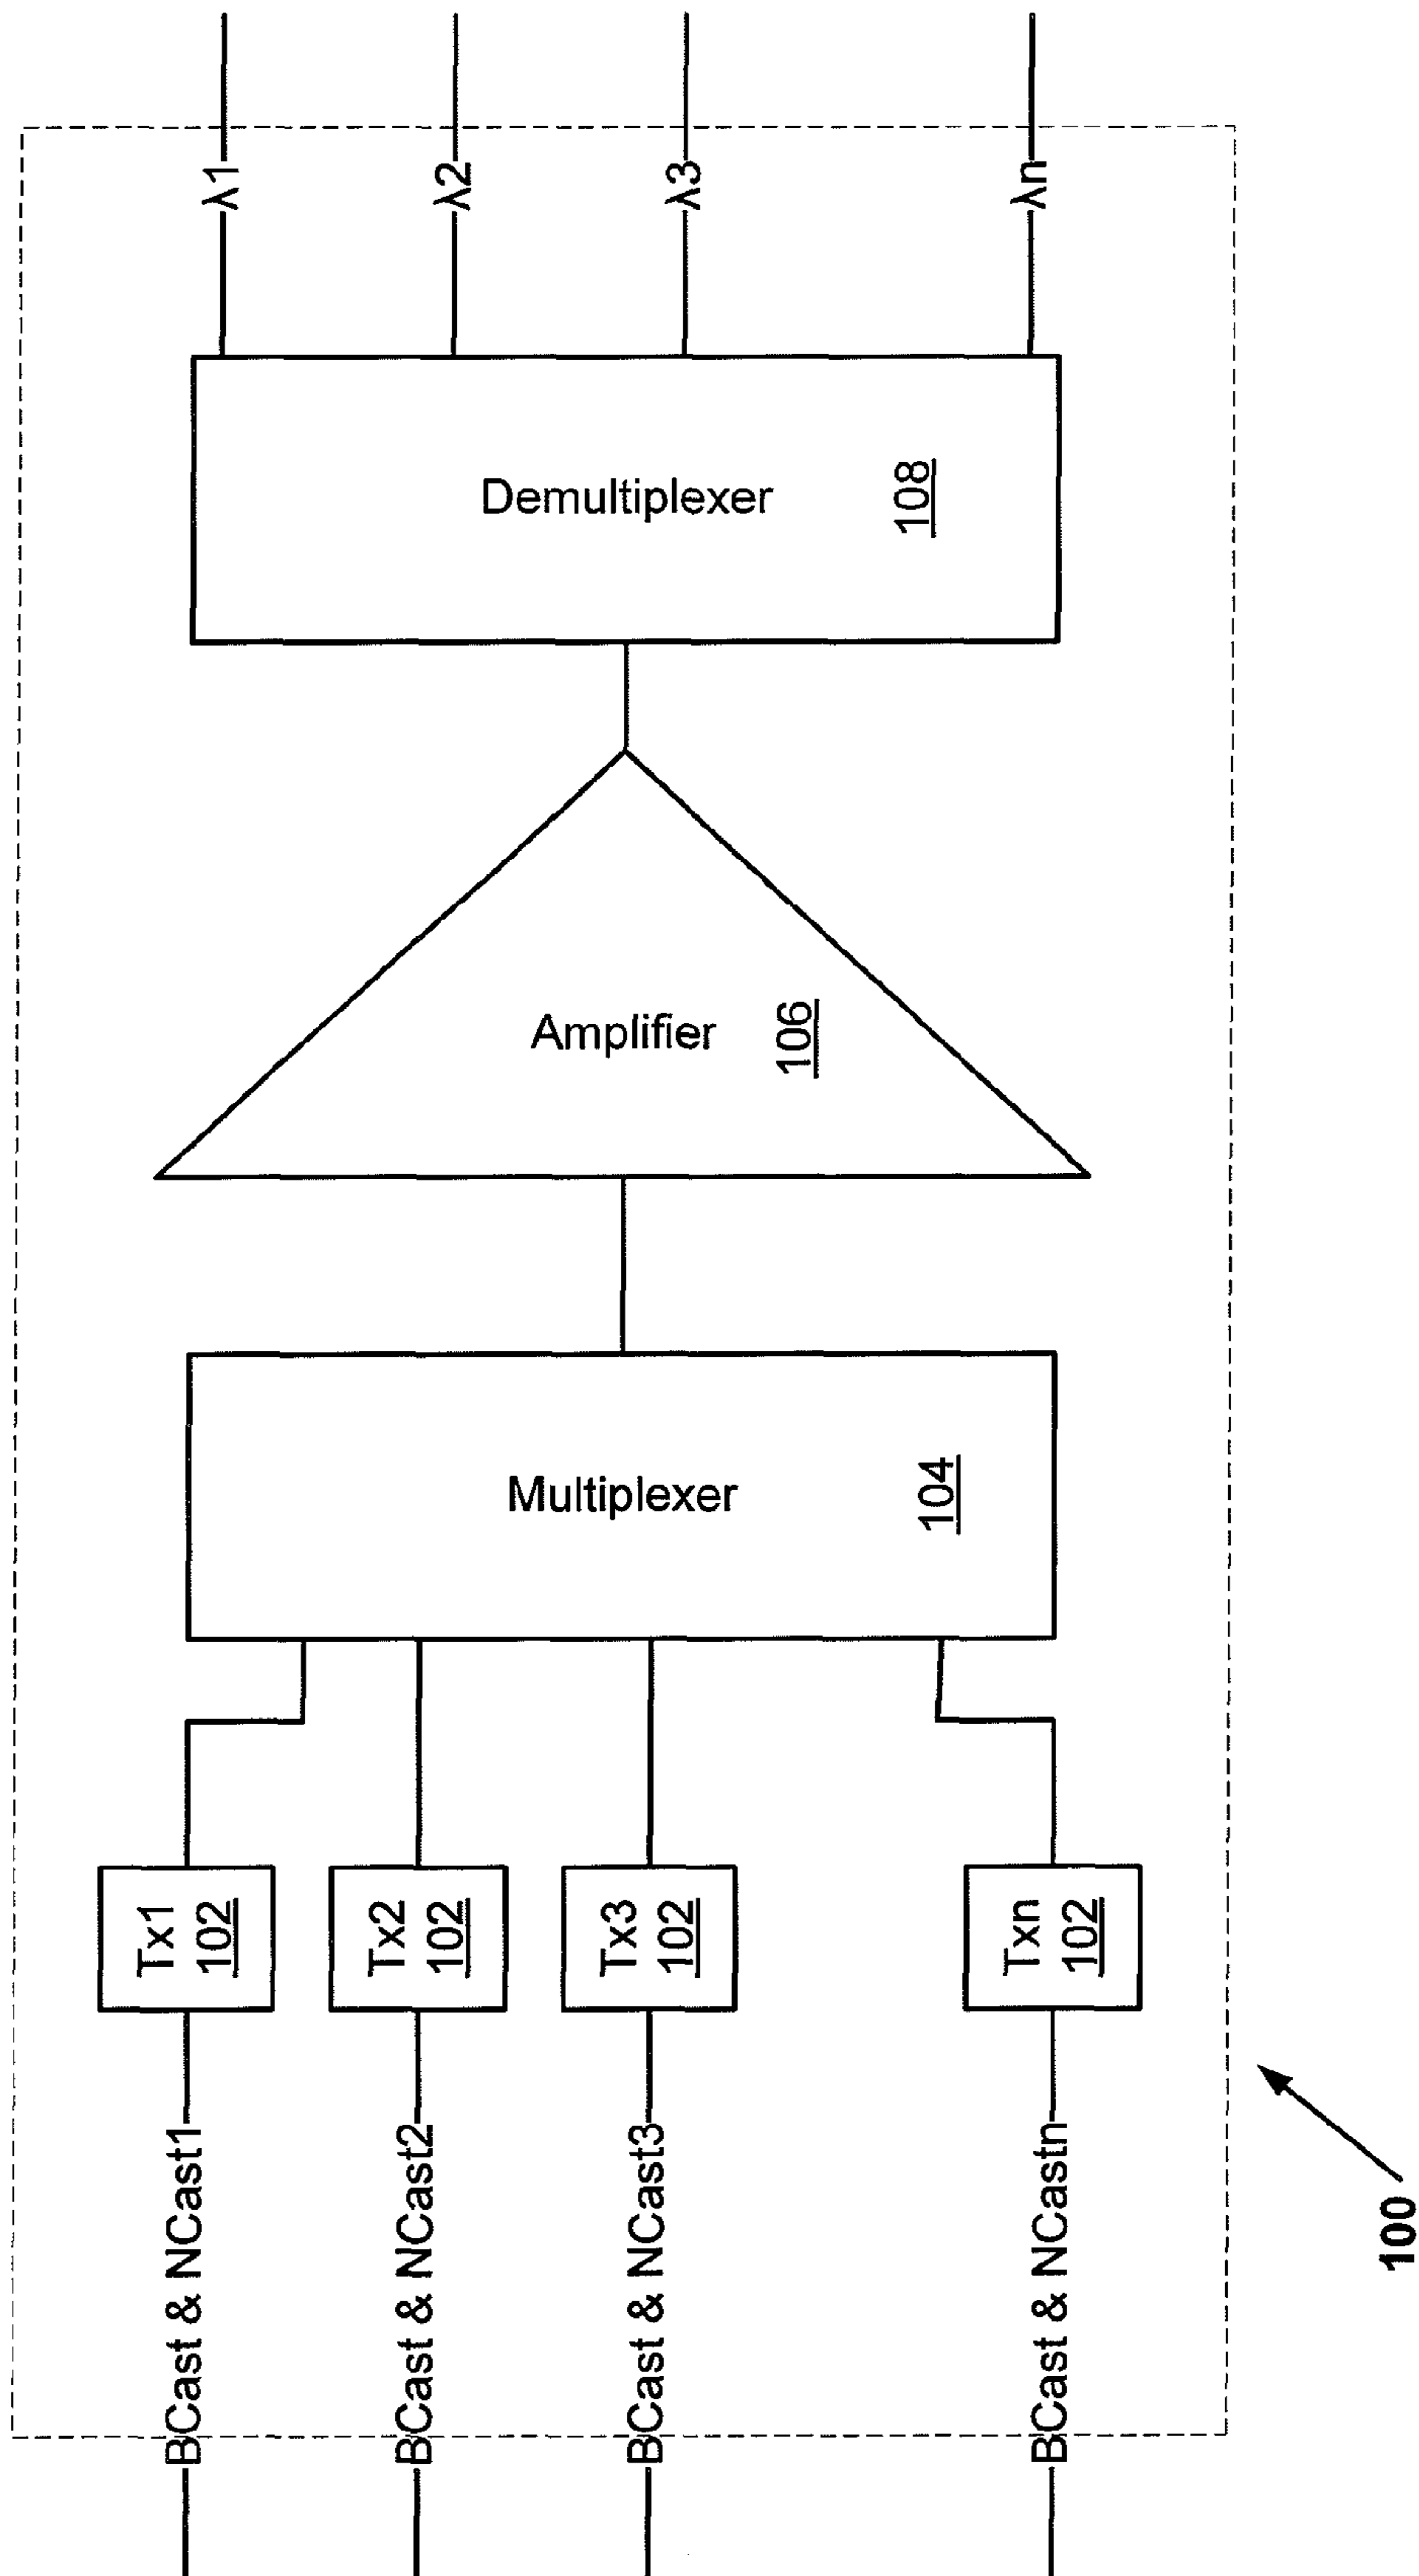 BCast & NCast1
BCast & NCast2
BCast & NCast3
BCast & NCastn
Tx1
102
Tx2
102
Tx3
102
Txn
102
Multiplexer
104
Amplifier
106
Demultiplexer
108
λ1
λ2
λ3
λn
100